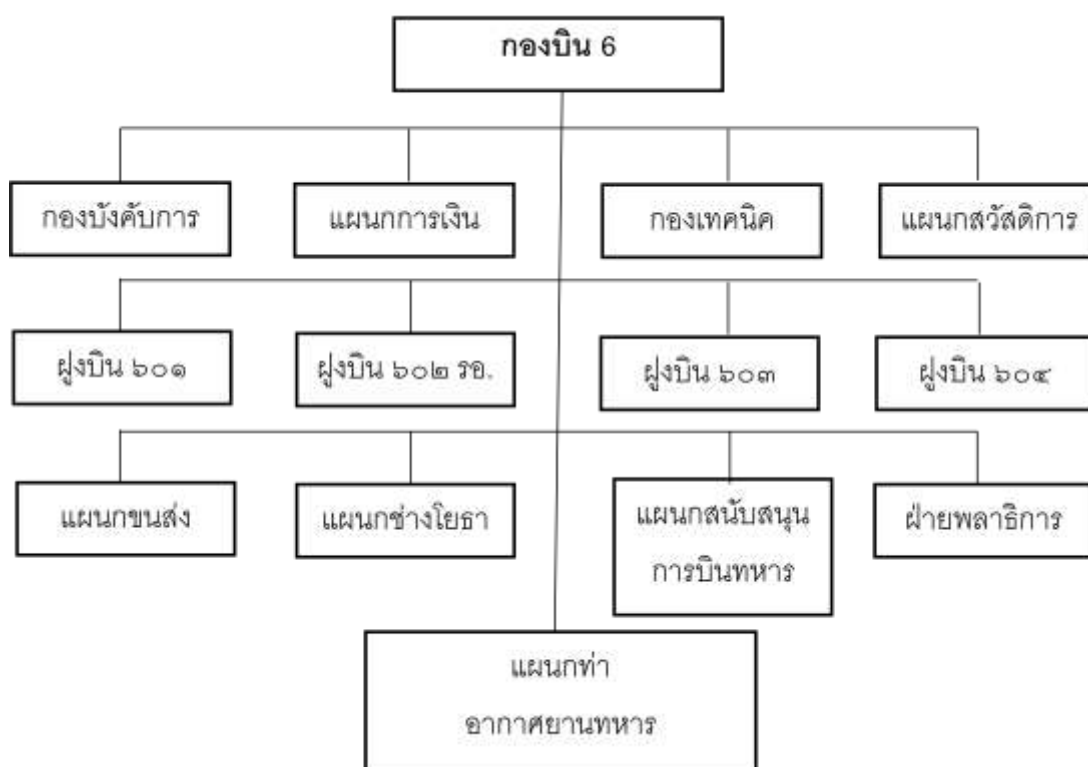 กองบิน 6
กองบังคับการ
แผนกการเงิน
กองเทคนิค
แผนกสวัสดิการ
ฝูงบิน ๖๐๑
ฝูงบิน ๖๐๒ รอ.
ฝูงบิน ๖๐๓
ฝูงบิน ๖๐๔
แผนกขนส่ง
แผนกช่างโยธา
แผนกสนับสนุน
การบินทหาร
ฝ่ายพลาธิการ
แผนกท่า
อากาศยานทหาร